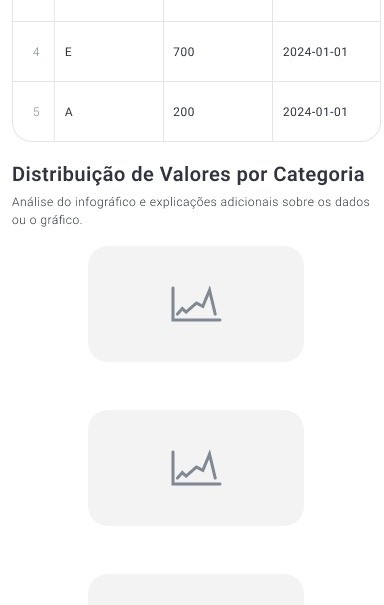 4 E 700 2024-01-01
5 A 200 2024-01-01
Distribuição de Valores por Categoria
Análise do infográfico e explicações adicionais sobre os dados
ou o gráfico.